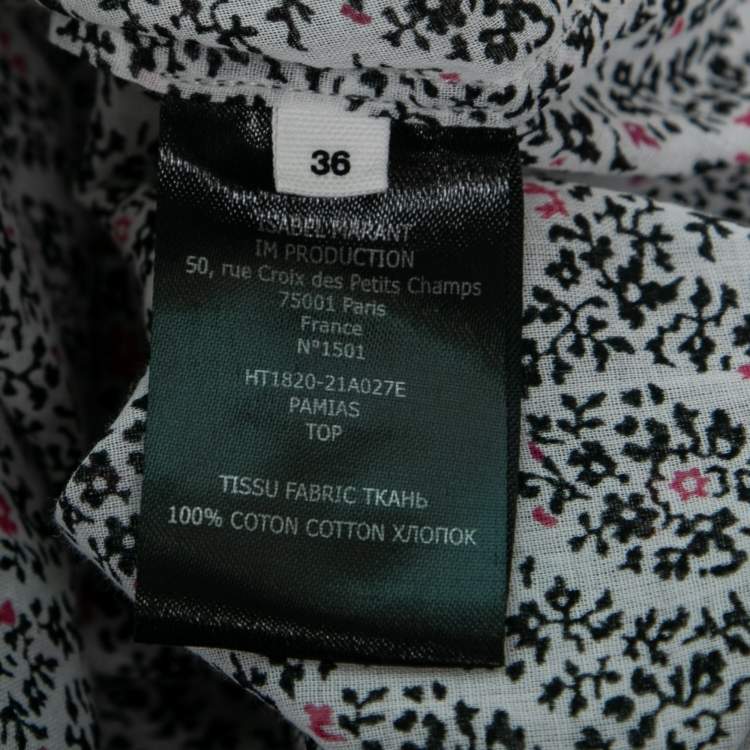 36
ISABEL MARANT
IM PRODUCTION
50, rue Croix des Petits Champs
75001 Paris
France
N°1501
HT1820-21A027E
PAMIAS
TOP
TISSU FABRIC ТКАНЬ
100% COTON COTTON ХЛОПОК